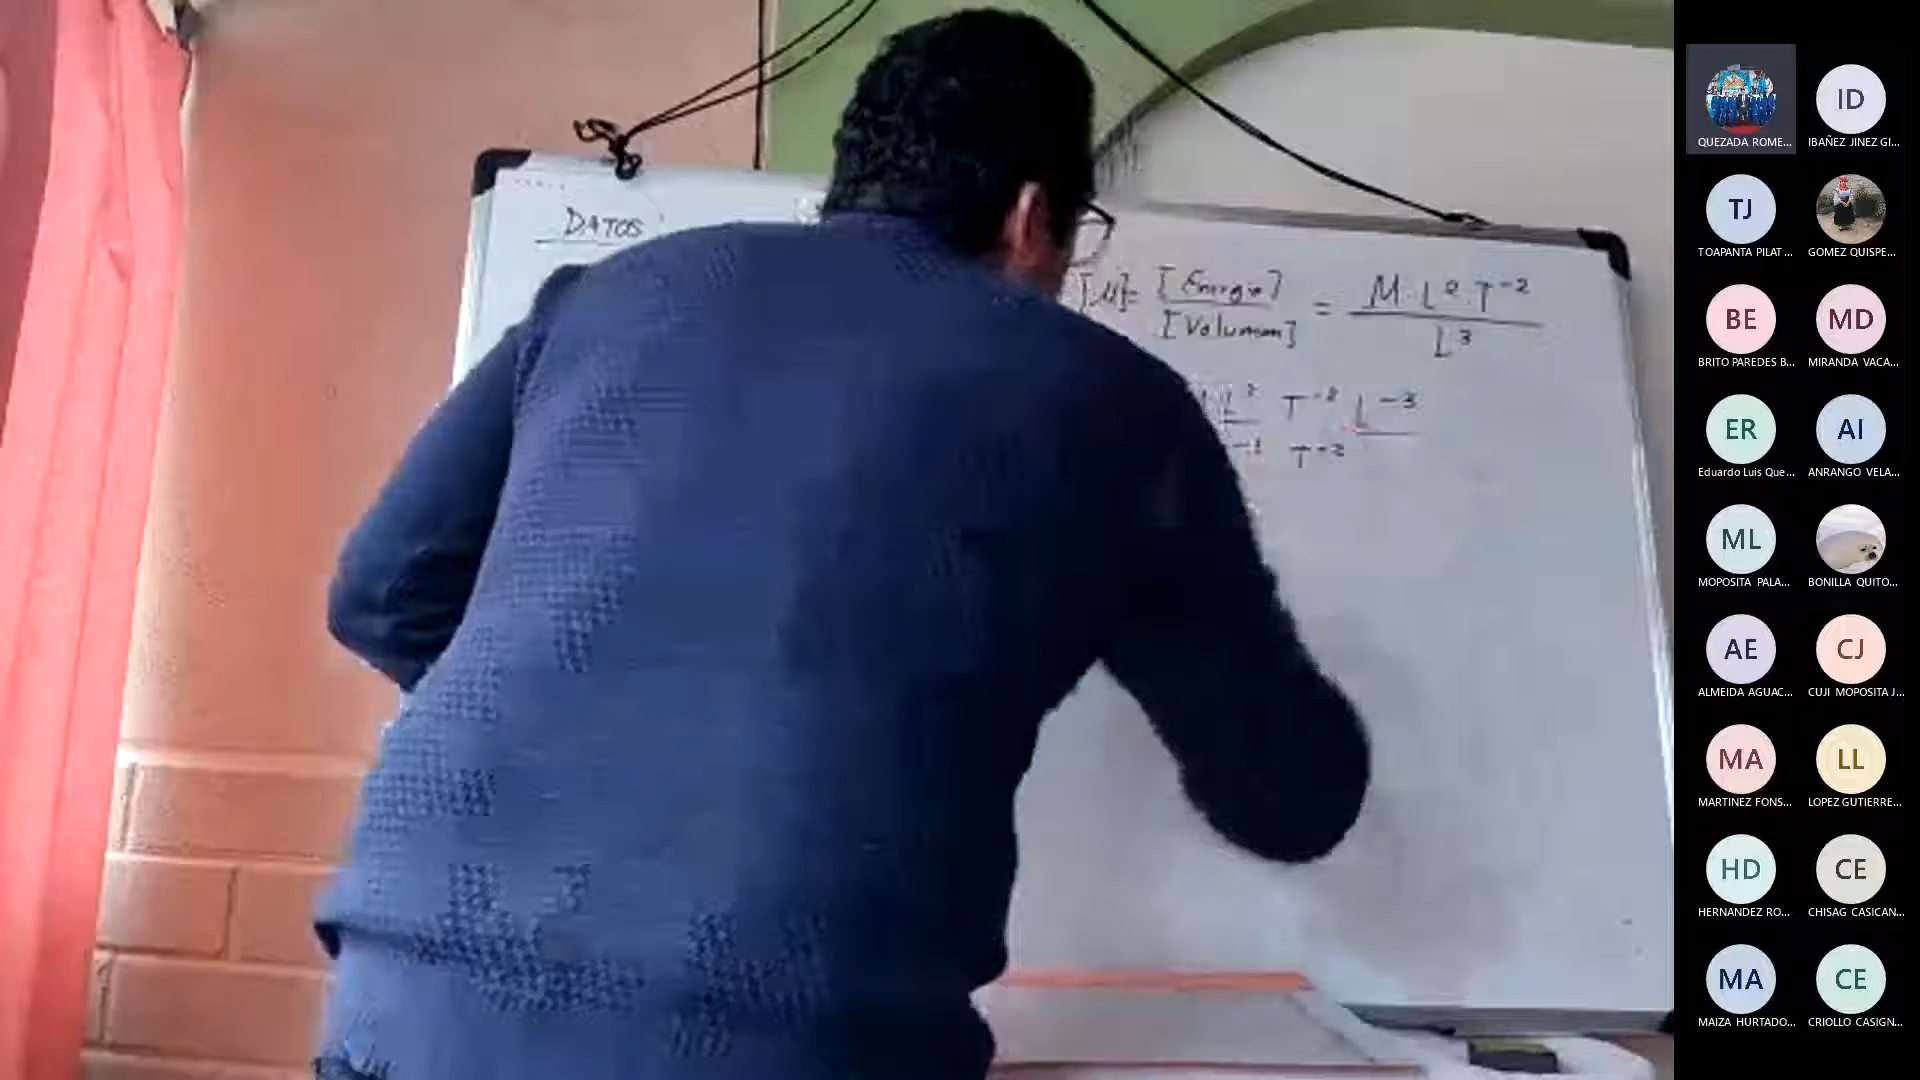 DATOS
[μ] = [Energía] / [Volumen] = M·L² T⁻² / L³
L² T⁻² L⁻³
⁻¹ T⁻²
QUEZADA ROME...
ID
IBAÑEZ JINEZ GI...
TJ
TOAPANTA PILAT...
GOMEZ QUISPE...
BE
BRITO PAREDES B...
MD
MIRANDA VACA...
ER
Eduardo Luis Que...
AI
ANRANGO VELA...
ML
MOPOSITA PALA...
BONILLA QUITO...
AE
ALMEIDA AGUAC...
CJ
CUJI MOPOSITA J...
MA
MARTINEZ FONS...
LL
LOPEZ GUTIERRE...
HD
HERNANDEZ RO...
CE
CHISAG CASICAN...
MA
MAIZA HURTADO...
CE
CRIOLLO CASIGN...